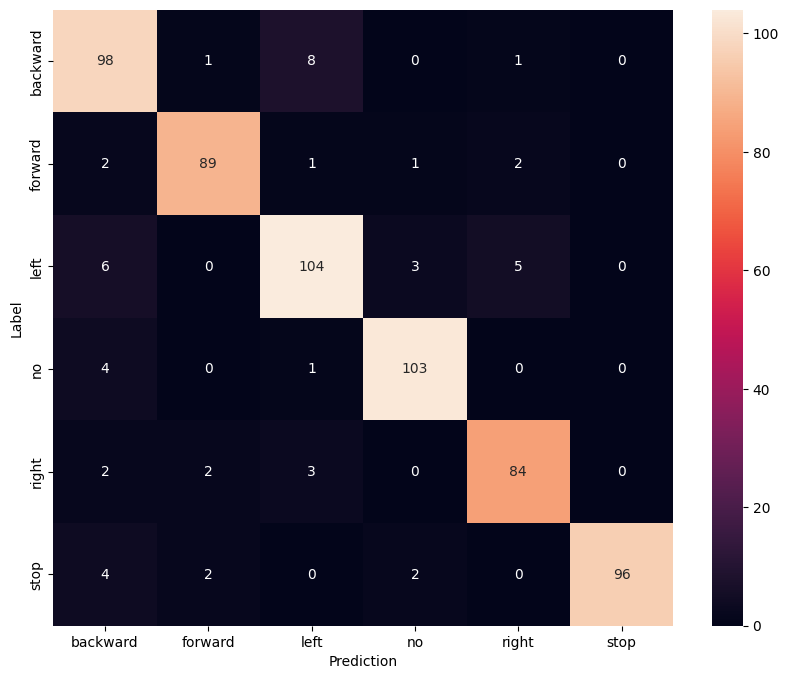 backward 98 1 8 0 1 0
forward 2 89 1 1 2 0
left 6 0 104 3 5 0
no 4 0 1 103 0 0
right 2 2 3 0 84 0
stop 4 2 0 2 0 96
backward forward left no right stop
Prediction
Label
100
80
60
40
20
0